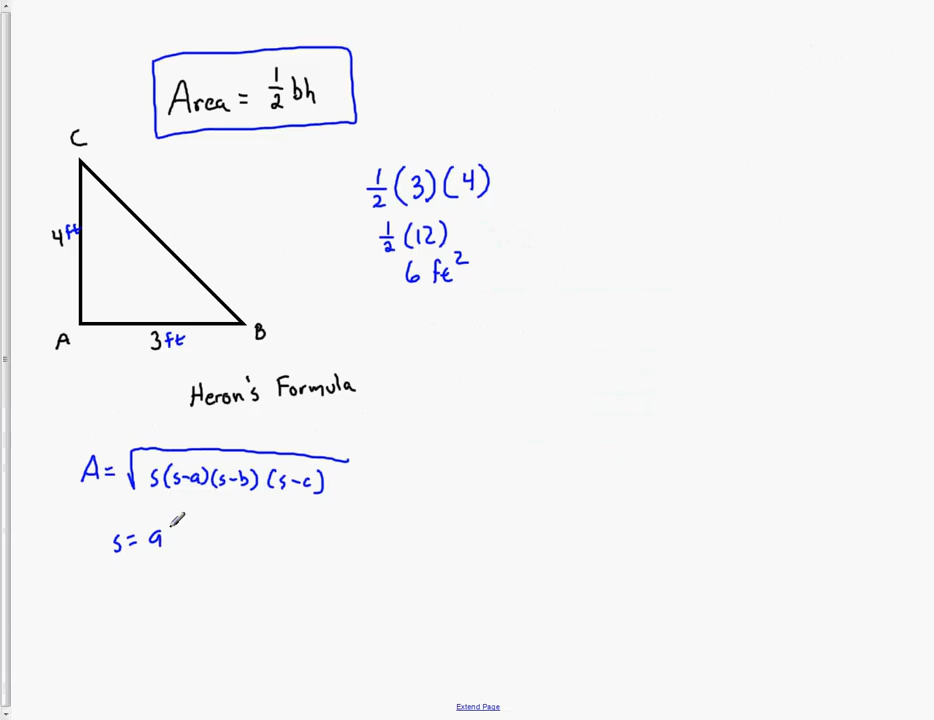 Area = 1/2 bh
C
1/2 (3)(4)
4ft
1/2 (12)
6 ft²
A
3ft
B
Heron's Formula
A = √s(s-a)(s-b)(s-c)
s = a
Extend Page